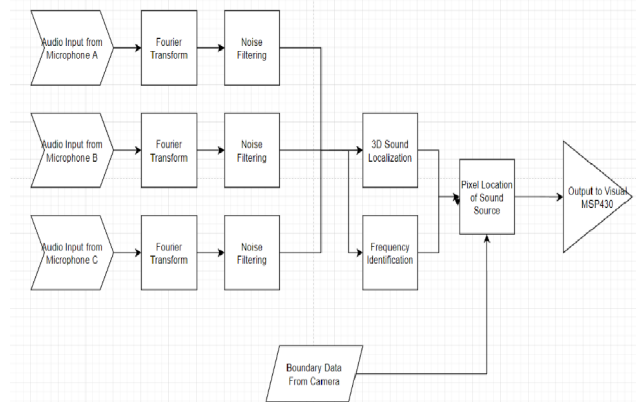 Audio Input from
Microphone A
Fourier
Transform
Noise
Filtering
Audio Input from
Microphone B
Fourier
Transform
Noise
Filtering
3D Sound
Localization
Pixel Location
of Sound
Source
Output to Visual
MSP430
Audio Input from
Microphone C
Fourier
Transform
Noise
Filtering
Frequency
Identification
Boundary Data
From Camera